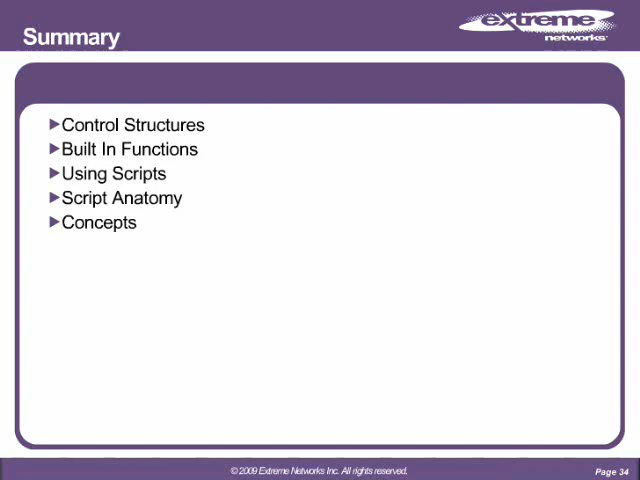 Summary
extreme
networks
Control Structures
Built In Functions
Using Scripts
Script Anatomy
Concepts
© 2009 Extreme Networks Inc. All rights reserved.
Page 34